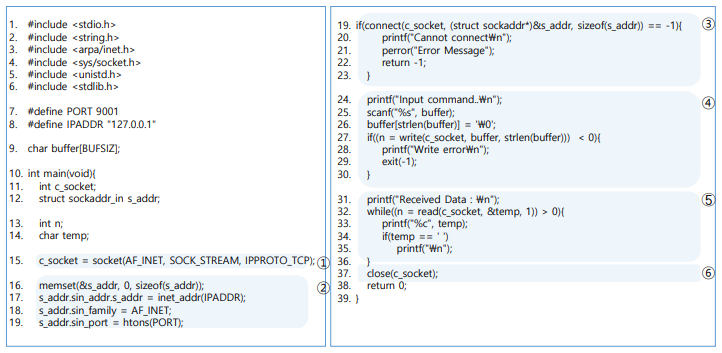 1. #include <stdio.h>
2. #include <string.h>
3. #include <arpa/inet.h>
4. #include <sys/socket.h>
5. #include <unistd.h>
6. #include <stdlib.h>
7. #define PORT 9001
8. #define IPADDR "127.0.0.1"
9. char buffer[BUFSIZ];
10. int main(void){
11. int c_socket;
12. struct sockaddr_in s_addr;
13. int n;
14. char temp;
15. c_socket = socket(AF_INET, SOCK_STREAM, IPPROTO_TCP); ①
16. memset(&s_addr, 0, sizeof(s_addr)); ②
17. s_addr.sin_addr.s_addr = inet_addr(IPADDR);
18. s_addr.sin_family = AF_INET;
19. s_addr.sin_port = htons(PORT);
19. if(connect(c_socket, (struct sockaddr*)&s_addr, sizeof(s_addr)) == -1){ ③
20. printf("Cannot connect₩n");
21. perror("Error Message");
22. return -1;
23. }
24. printf("Input command..₩n"); ④
25. scanf("%s", buffer);
26. buffer[strlen(buffer)] = '₩0';
27. if((n = write(c_socket, buffer, strlen(buffer))) < 0){
28. printf("Write error₩n");
29. exit(-1);
30. }
31. printf("Received Data : ₩n"); ⑤
32. while((n = read(c_socket, &temp, 1)) > 0){
33. printf("%c", temp);
34. if(temp == ' ')
35. printf("₩n");
36. }
37. close(c_socket); ⑥
38. return 0;
39. }